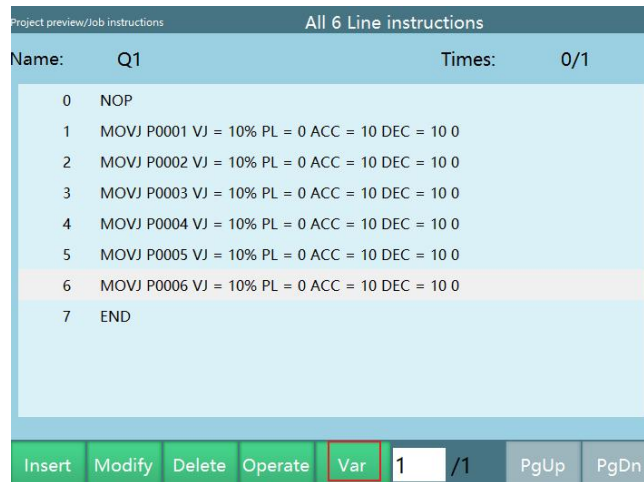 Project preview/Job instructions All 6 Line instructions
Name: Q1 Times: 0/1
0 NOP
1 MOVJ P0001 VJ = 10% PL = 0 ACC = 10 DEC = 10 0
2 MOVJ P0002 VJ = 10% PL = 0 ACC = 10 DEC = 10 0
3 MOVJ P0003 VJ = 10% PL = 0 ACC = 10 DEC = 10 0
4 MOVJ P0004 VJ = 10% PL = 0 ACC = 10 DEC = 10 0
5 MOVJ P0005 VJ = 10% PL = 0 ACC = 10 DEC = 10 0
6 MOVJ P0006 VJ = 10% PL = 0 ACC = 10 DEC = 10 0
7 END
Insert Modify Delete Operate Var 1 /1 PgUp PgDn